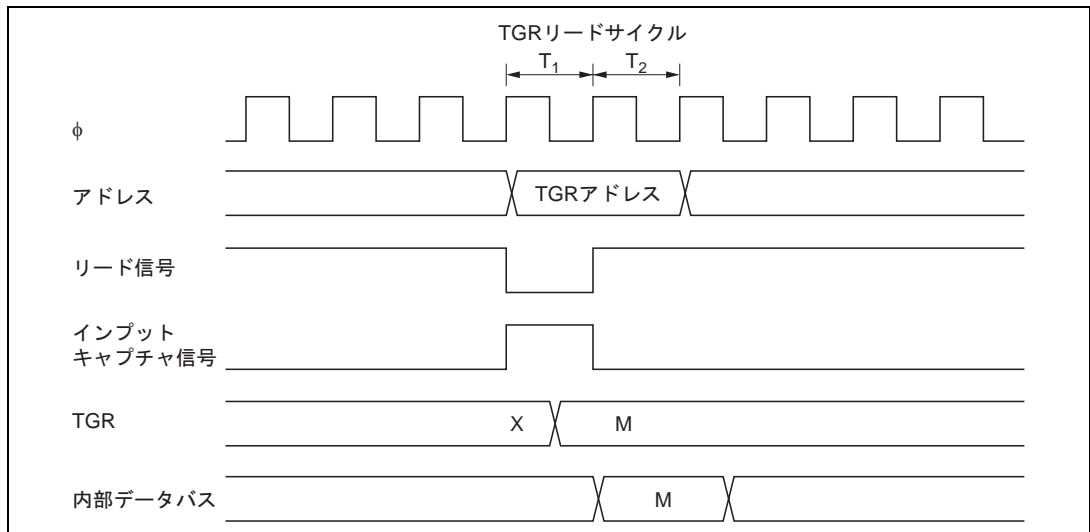 TGRリードサイクル
T1 T2
φ
アドレス
TGRアドレス
リード信号
インプット
キャプチャ信号
TGR
X M
内部データバス
M